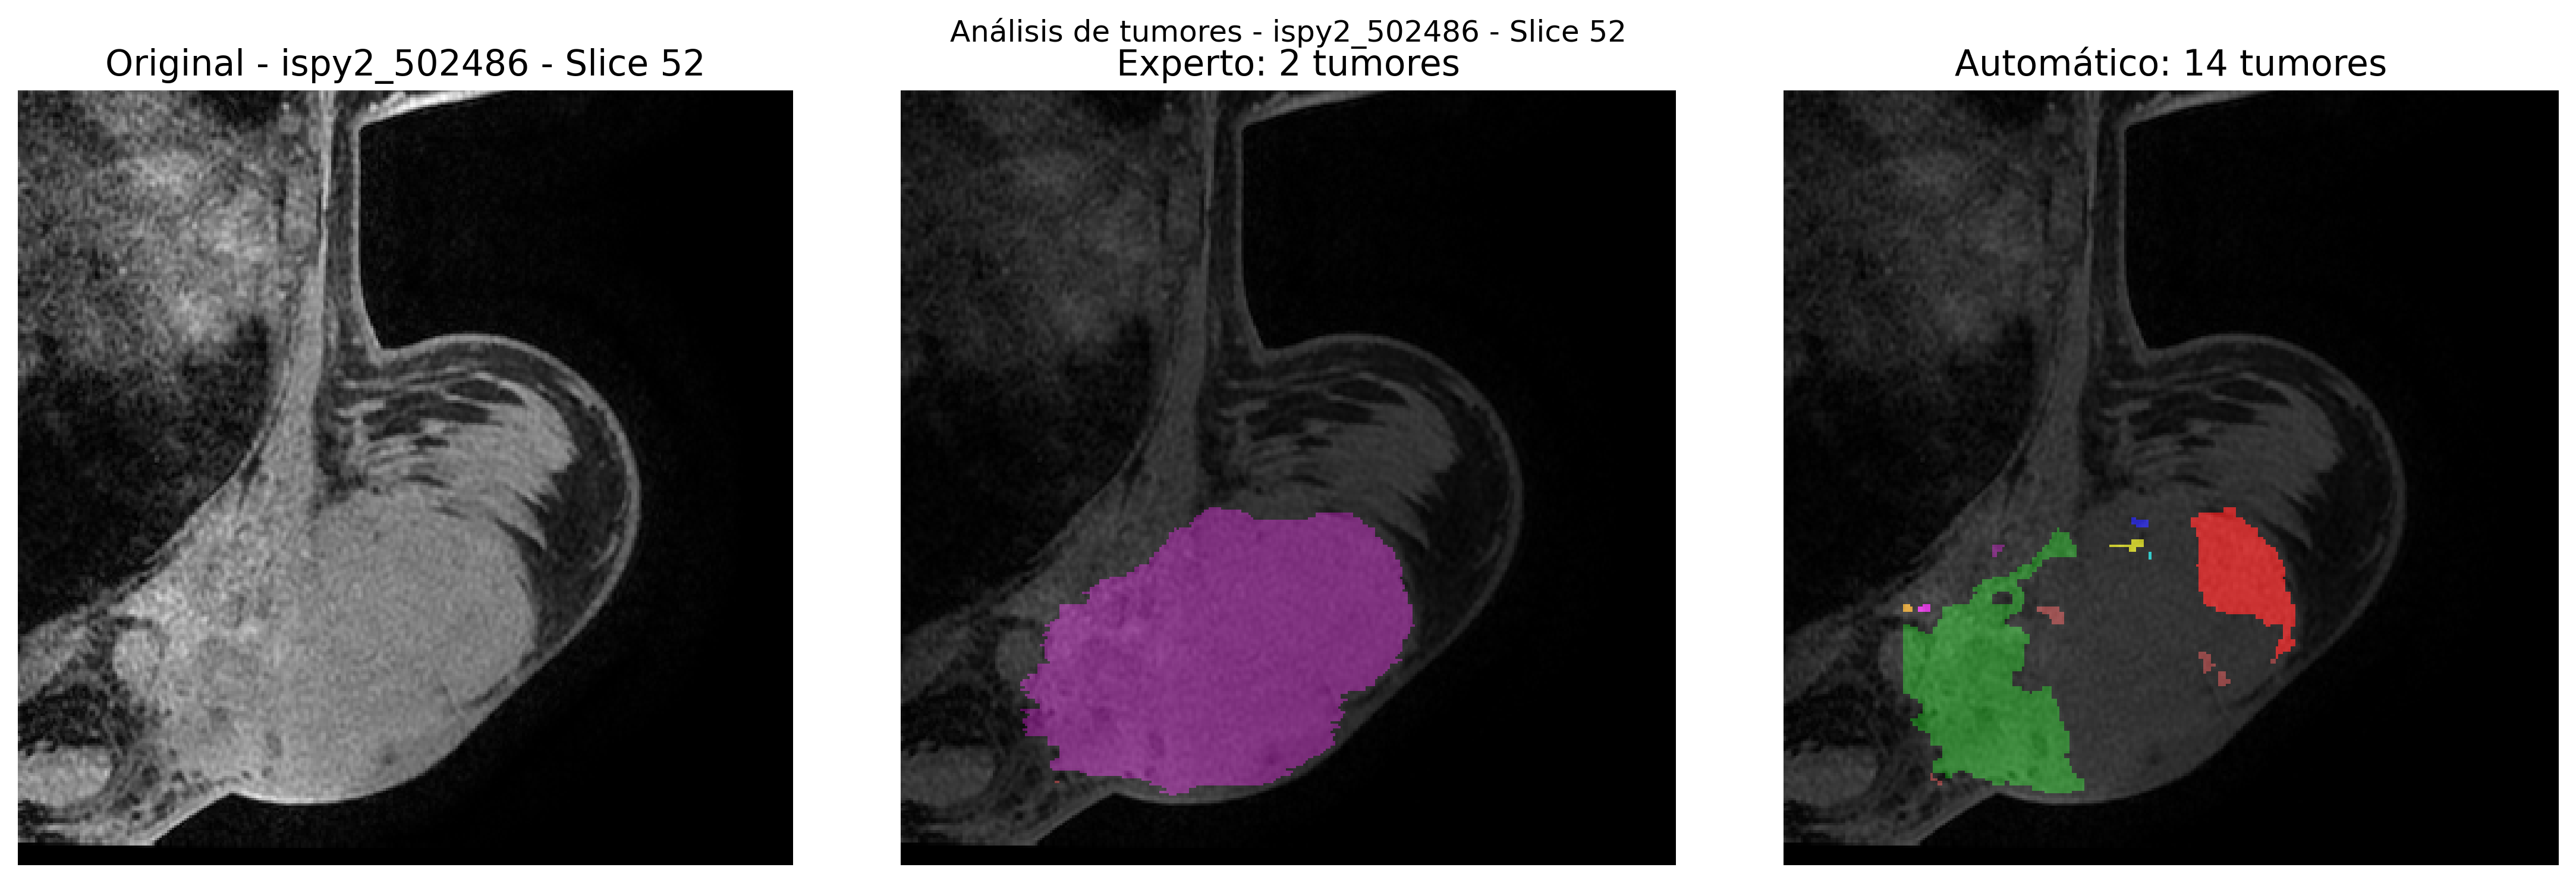 Análisis de tumores - ispy2_502486 - Slice 52
Original - ispy2_502486 - Slice 52
Experto: 2 tumores
Automático: 14 tumores